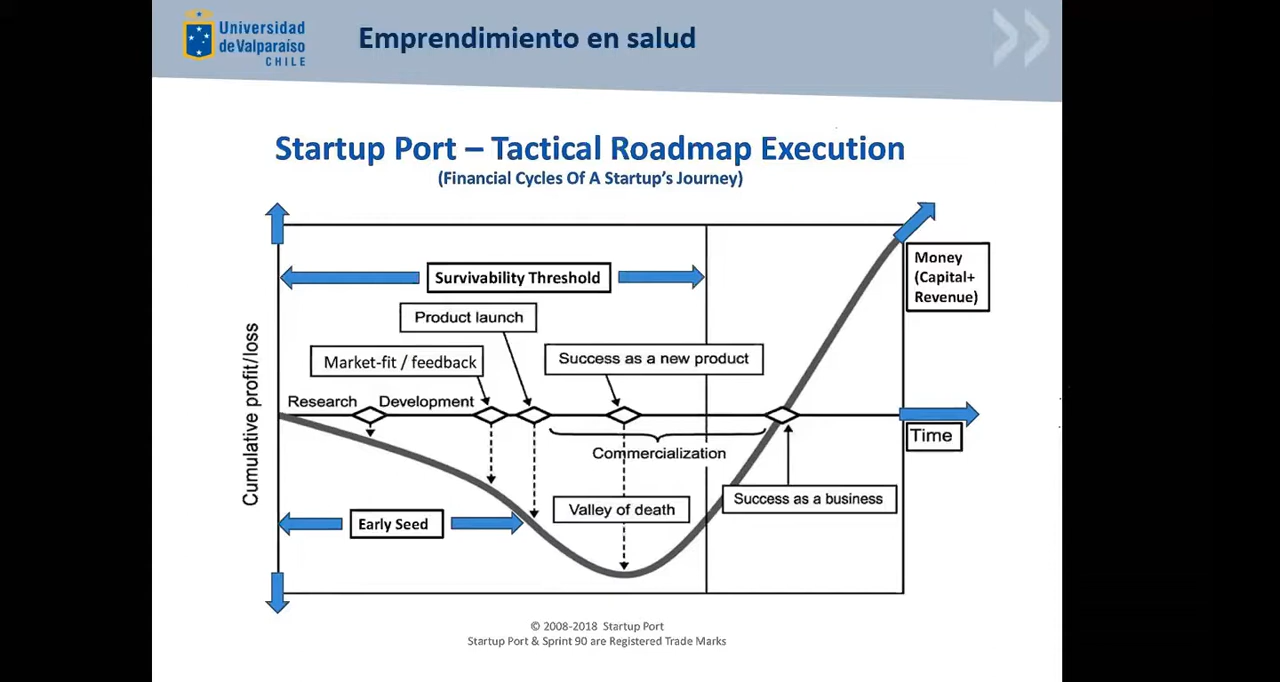 Universidad
de Valparaíso
CHILE
Emprendimiento en salud
Startup Port – Tactical Roadmap Execution
(Financial Cycles Of A Startup's Journey)
Money
(Capital+
Revenue)
Survivability Threshold
Product launch
Success as a new product
Market-fit / feedback
Research
Development
Cumulative profit/loss
Time
Commercialization
Success as a business
Valley of death
Early Seed
© 2008-2018 Startup Port
Startup Port & Sprint 90 are Registered Trade Marks